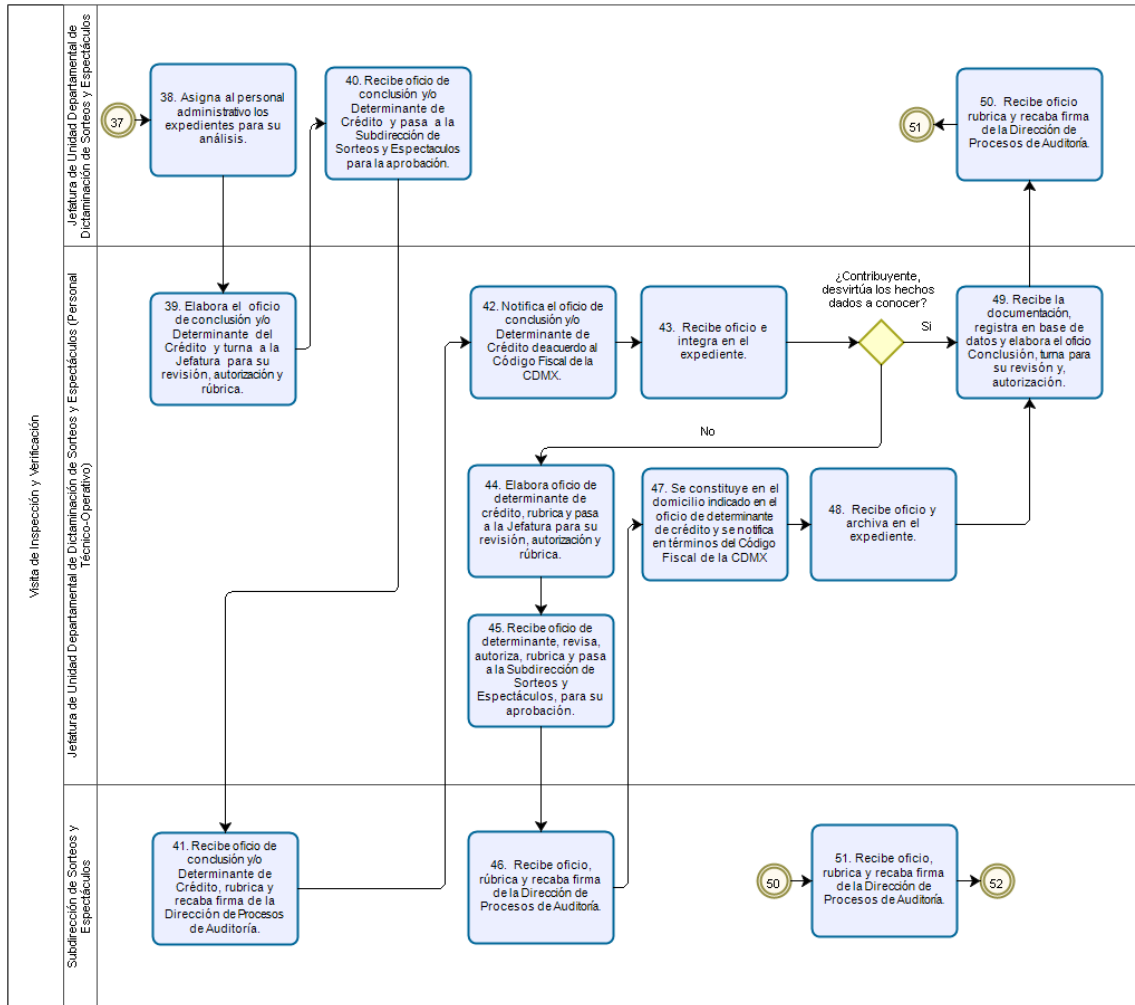 Visita de Inspección y Verificación
Jefatura de Unidad Departamental de
Dictaminación de Sorteos y Espectáculos
37
38. Asigna al personal
administrativo los
expedientes para su
análisis.
40. Recibe oficio de
conclusión y/o
Determinante de
Crédito y pasa a la
Subdirección de
Sorteos y Espectaculos
para la aprobación.
51
50. Recibe oficio
rubrica y recaba firma
de la Dirección de
Procesos de Auditoría.
Jefatura de Unidad Departamental de Dictaminación de Sorteos y Espectáculos (Personal
Técnico-Operativo)
39. Elabora el oficio
de conclusión y/o
Determinante del
Crédito y turna a la
Jefatura para su
revisión, autorización y
rúbrica.
42. Notifica el oficio de
conclusión y/o
Determinante de
Crédito deacuerdo al
Código Fiscal de la
CDMX.
43. Recibe oficio e
integra en el
expediente.
¿Contribuyente,
desvirtúa los hechos
dados a conocer?
Si
No
49. Recibe la
documentación,
registra en base de
datos y elabora el oficio
Conclusión, turna para
su revisón y,
autorización.
44. Elabora oficio de
determinante de
crédito, rubrica y pasa
a la Jefatura para su
revisión, autorización y
rúbrica.
47. Se constituye en el
domicilio indicado en el
oficio de determinante
de crédito y se notifica
en términos del Código
Fiscal de la CDMX
48. Recibe oficio y
archiva en el
expediente.
45. Recibe oficio de
determinante, revisa,
autoriza, rubrica y pasa
a la Subdirección de
Sorteos y
Espectáculos, para su
aprobación.
Subdirección de Sorteos y
Espectáculos
41. Recibe oficio de
conclusión y/o
Determinante de
Crédito, rubrica y
recaba firma de la
Dirección de Procesos
de Auditoría.
46. Recibe oficio,
rúbrica y recaba firma
de la Dirección de
Procesos de Auditoría.
50
51. Recibe oficio,
rubrica y recaba firma
de la Dirección de
Procesos de Auditoría.
52